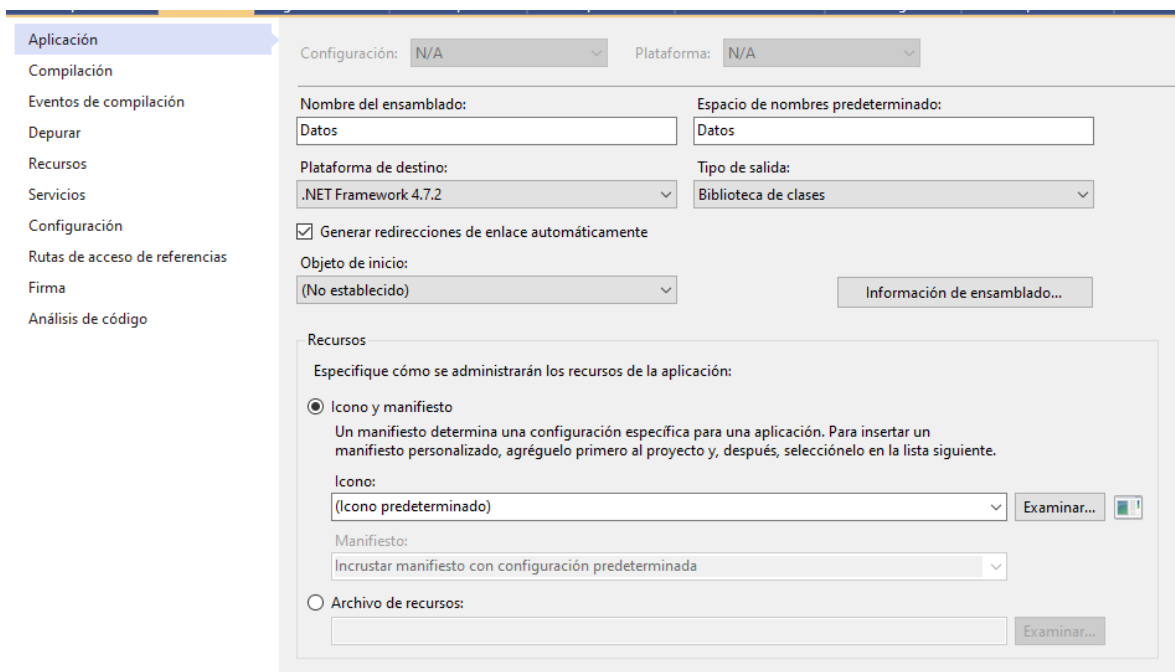 Aplicación
Compilación
Eventos de compilación
Depurar
Recursos
Servicios
Configuración
Rutas de acceso de referencias
Firma
Análisis de código
Configuración: N/A Plataforma: N/A
Nombre del ensamblado: Espacio de nombres predeterminado:
Datos Datos
Plataforma de destino: Tipo de salida:
.NET Framework 4.7.2 Biblioteca de clases
Generar redirecciones de enlace automáticamente
Objeto de inicio:
(No establecido) Información de ensamblado...
Recursos
Especifique cómo se administrarán los recursos de la aplicación:
Icono y manifiesto
Un manifiesto determina una configuración específica para una aplicación. Para insertar un
manifiesto personalizado, agréguelo primero al proyecto y, después, selecciónelo en la lista siguiente.
Icono:
(Icono predeterminado) Examinar...
Manifiesto:
Incrustar manifiesto con configuración predeterminada
Archivo de recursos:
Examinar...